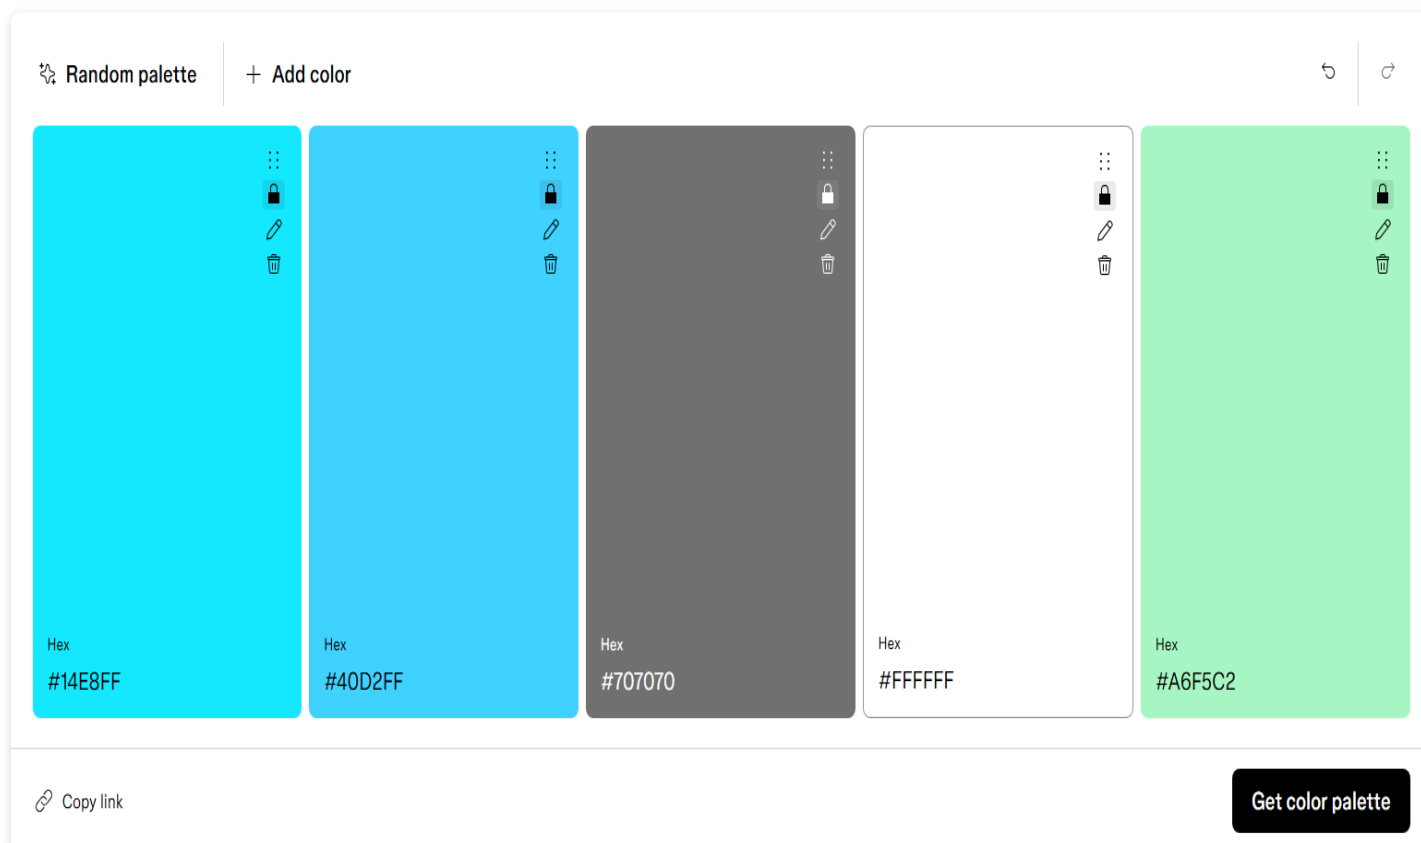 Random palette
Add color
Hex
#14E8FF
Hex
#40D2FF
Hex
#707070
Hex
#FFFFFF
Hex
#A6F5C2
Copy link
Get color palette